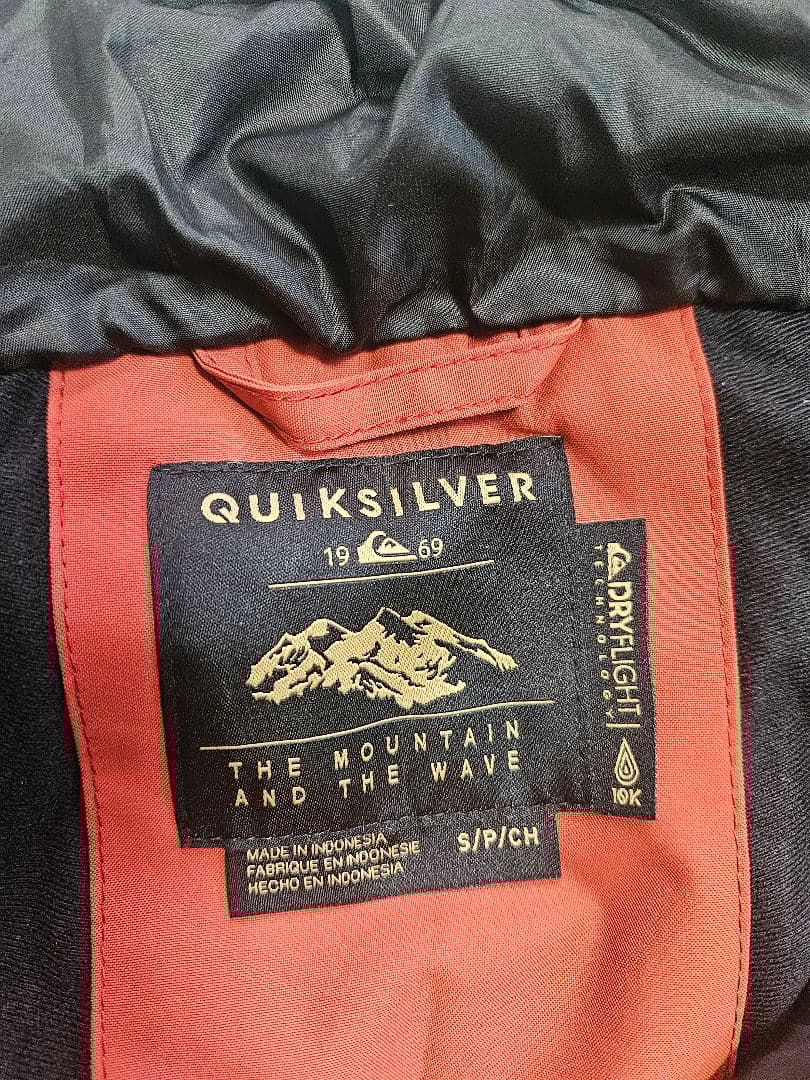 QUIKSILVER
19 69
THE MOUNTAIN
AND THE WAVE
DRYFLIGHT
TECHNOLOGY
10K
MADE IN INDONESIA
FABRIQUE EN INDONESIE
HECHO EN INDONESIA
S/P/CH